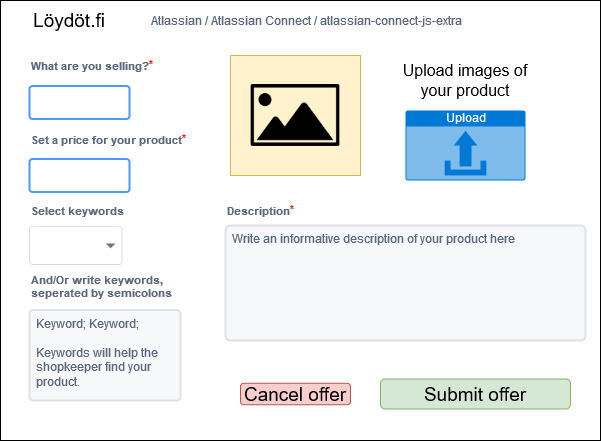 Löydöt.fi
Atlassian / Atlassian Connect / atlassian-connect-js-extra
What are you selling?*
Set a price for your product*
Select keywords
And/Or write keywords,
seperated by semicolons
Keyword; Keyword;
Keywords will help the
shopkeeper find your
product.
Upload images of
your product
Upload
Description*
Write an informative description of your product here
Cancel offer
Submit offer